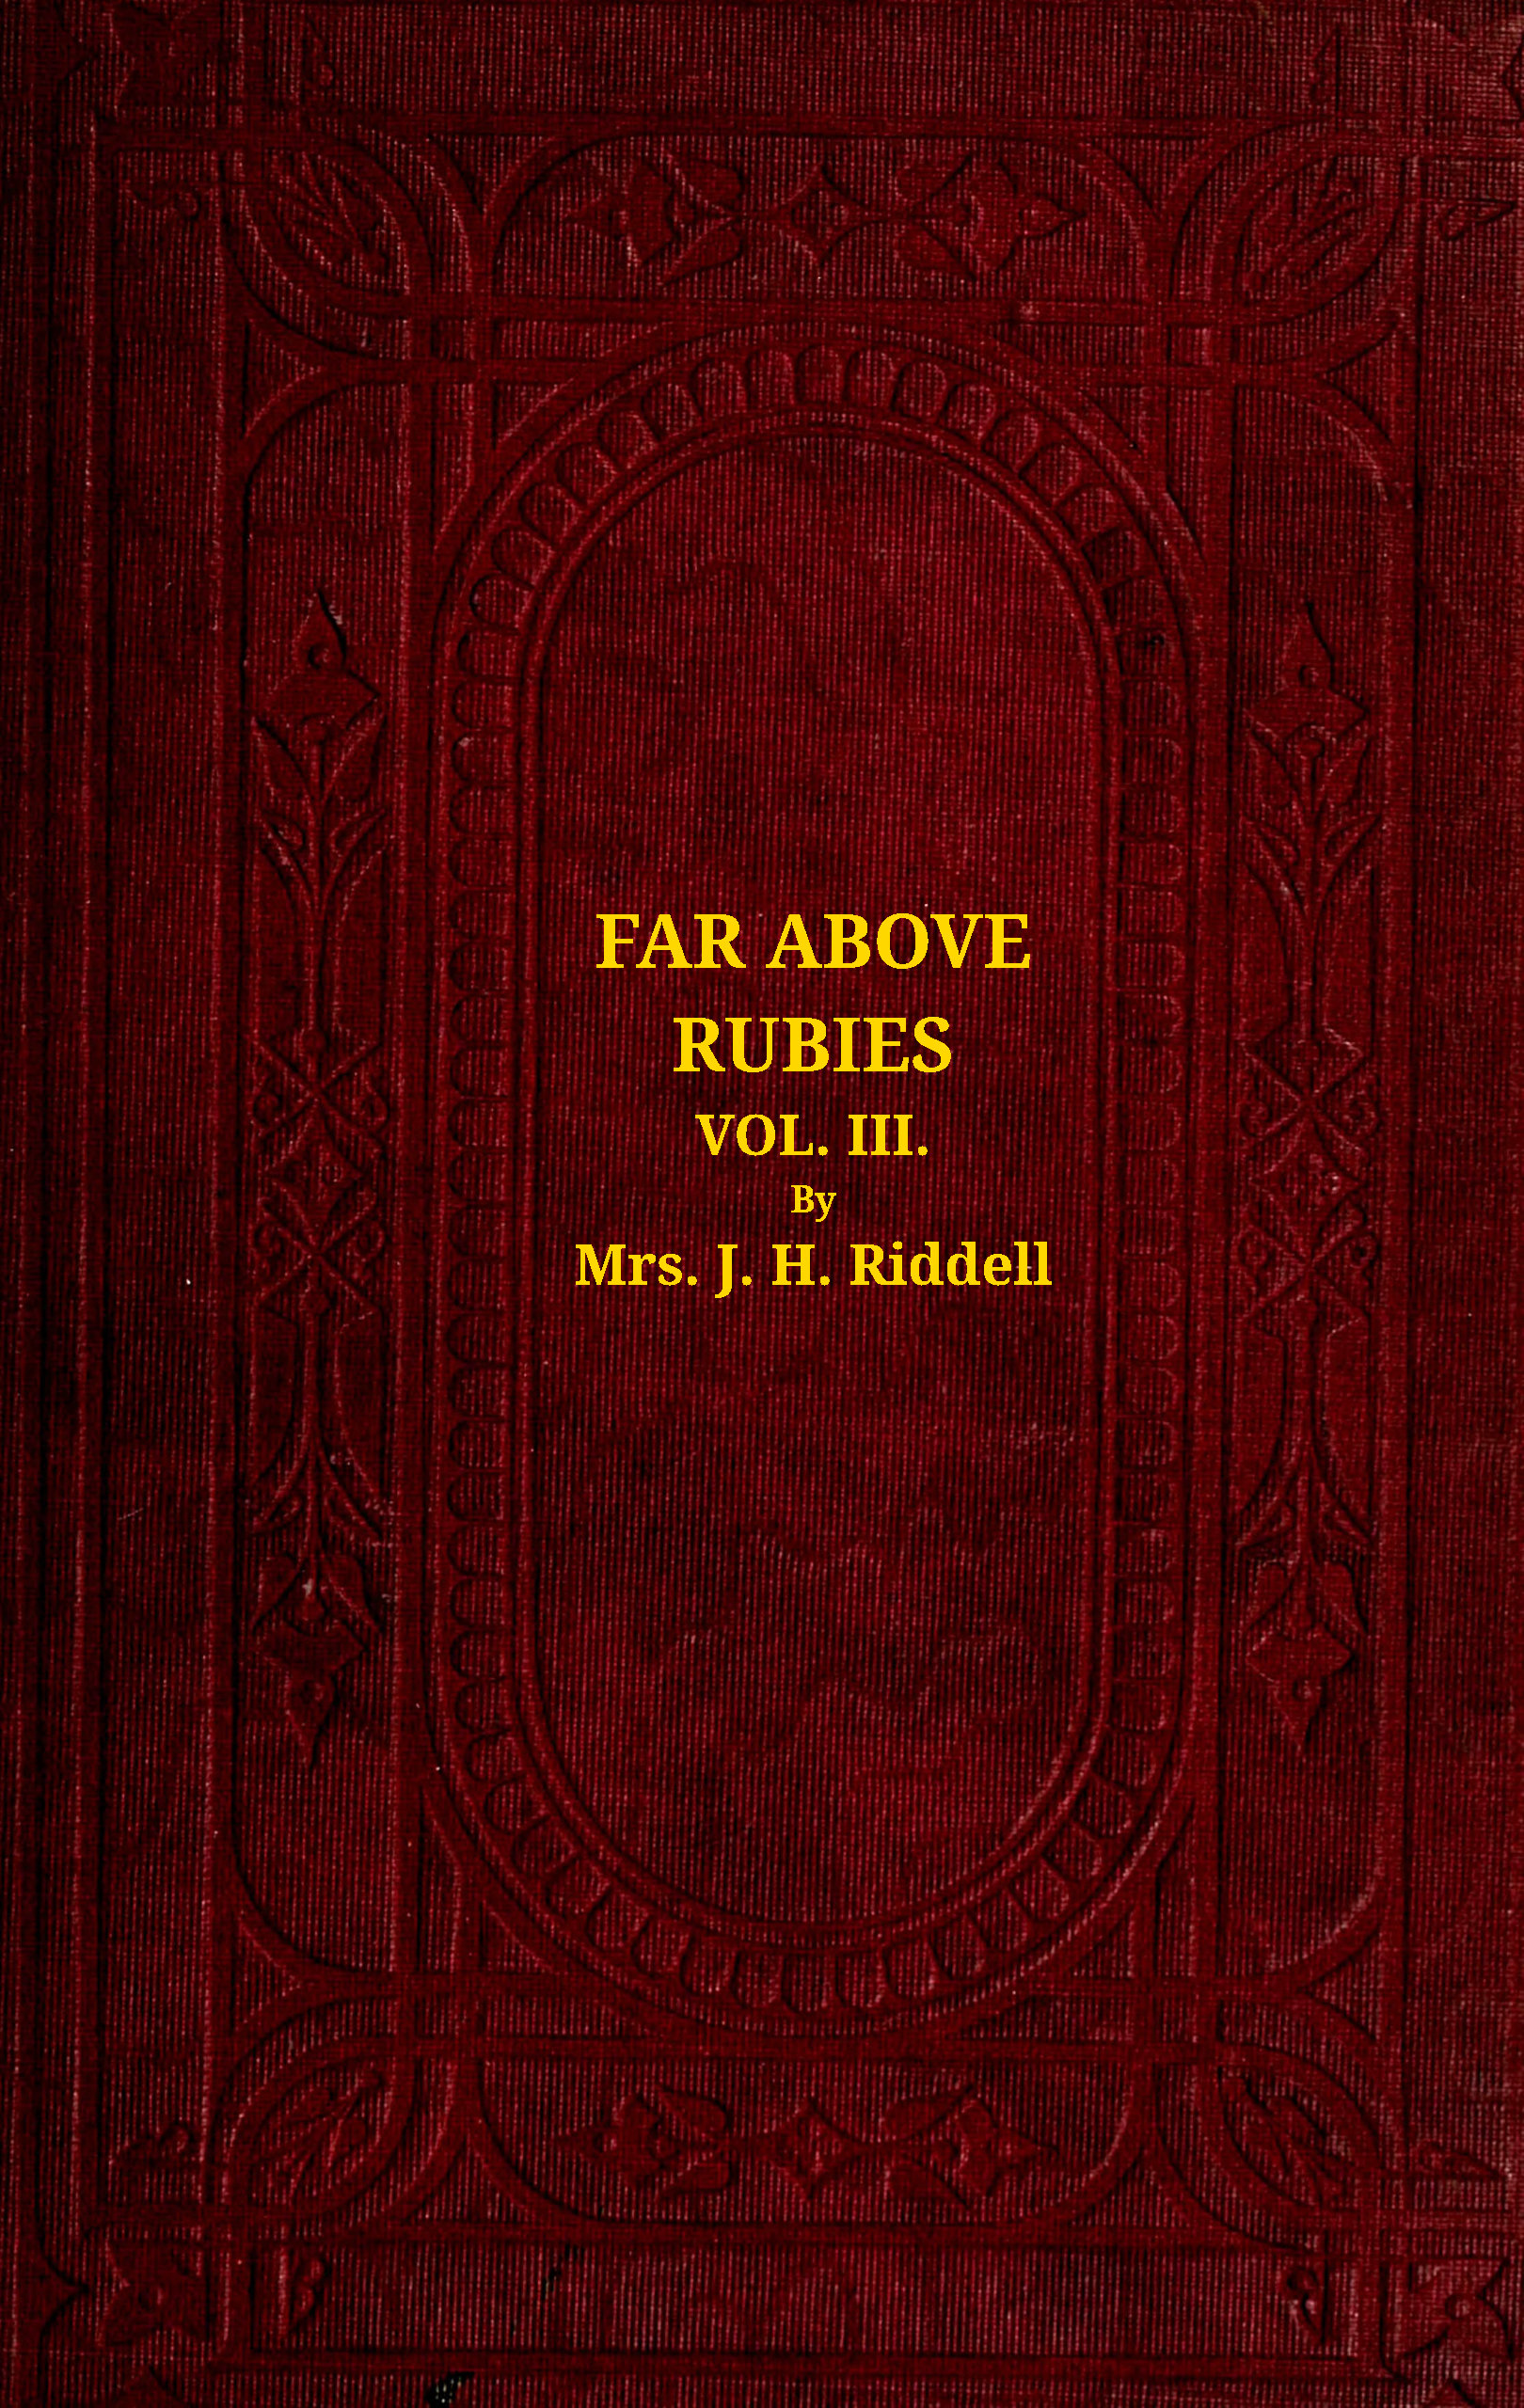 FAR ABOVE
RUBIES
VOL. III.
By
Mrs. J. H. Riddell